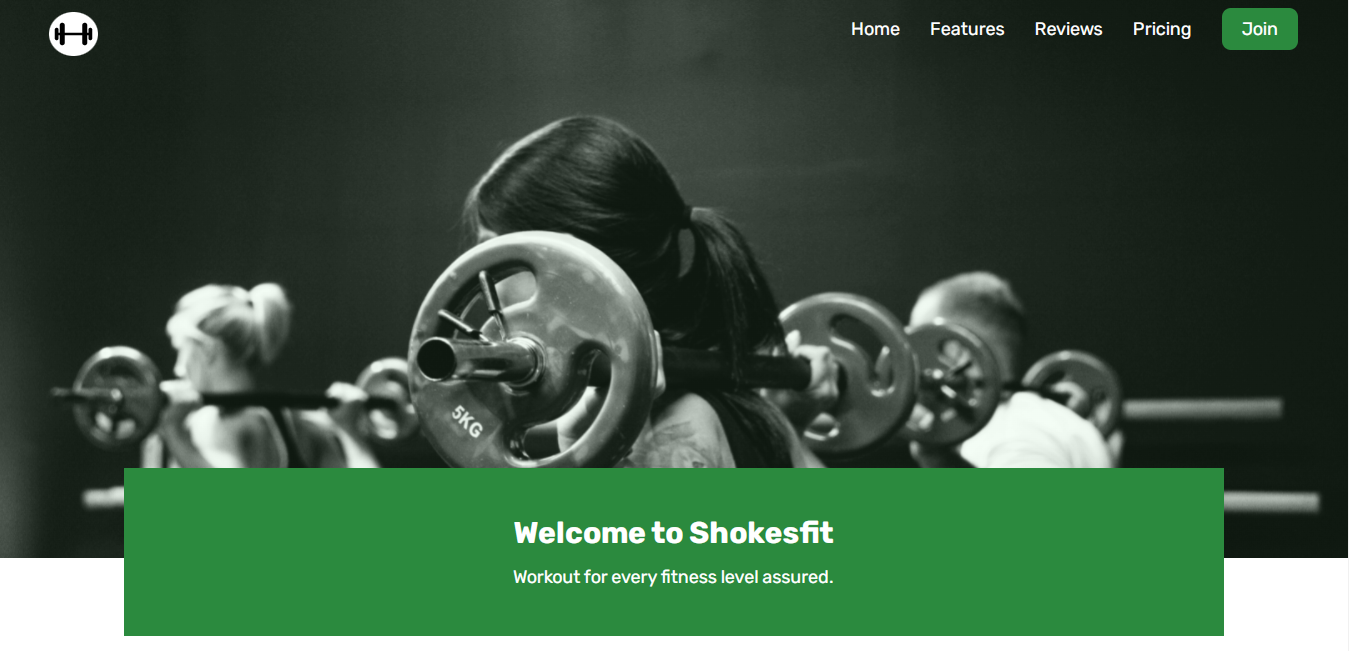 Home
Features
Reviews
Pricing
Join
5KG
Welcome to Shokesfit
Workout for every fitness level assured.